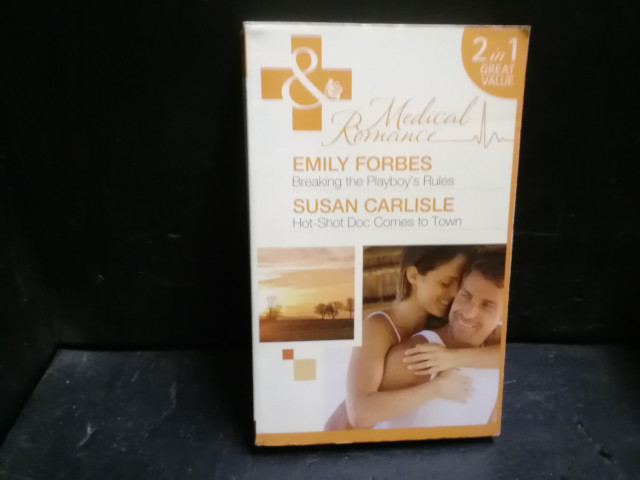 2 in 1
GREAT
VALUE
&
Medical
Romance
EMILY FORBES
Breaking the Playboy's Rules
SUSAN CARLISLE
Hot-Shot Doc Comes to Town